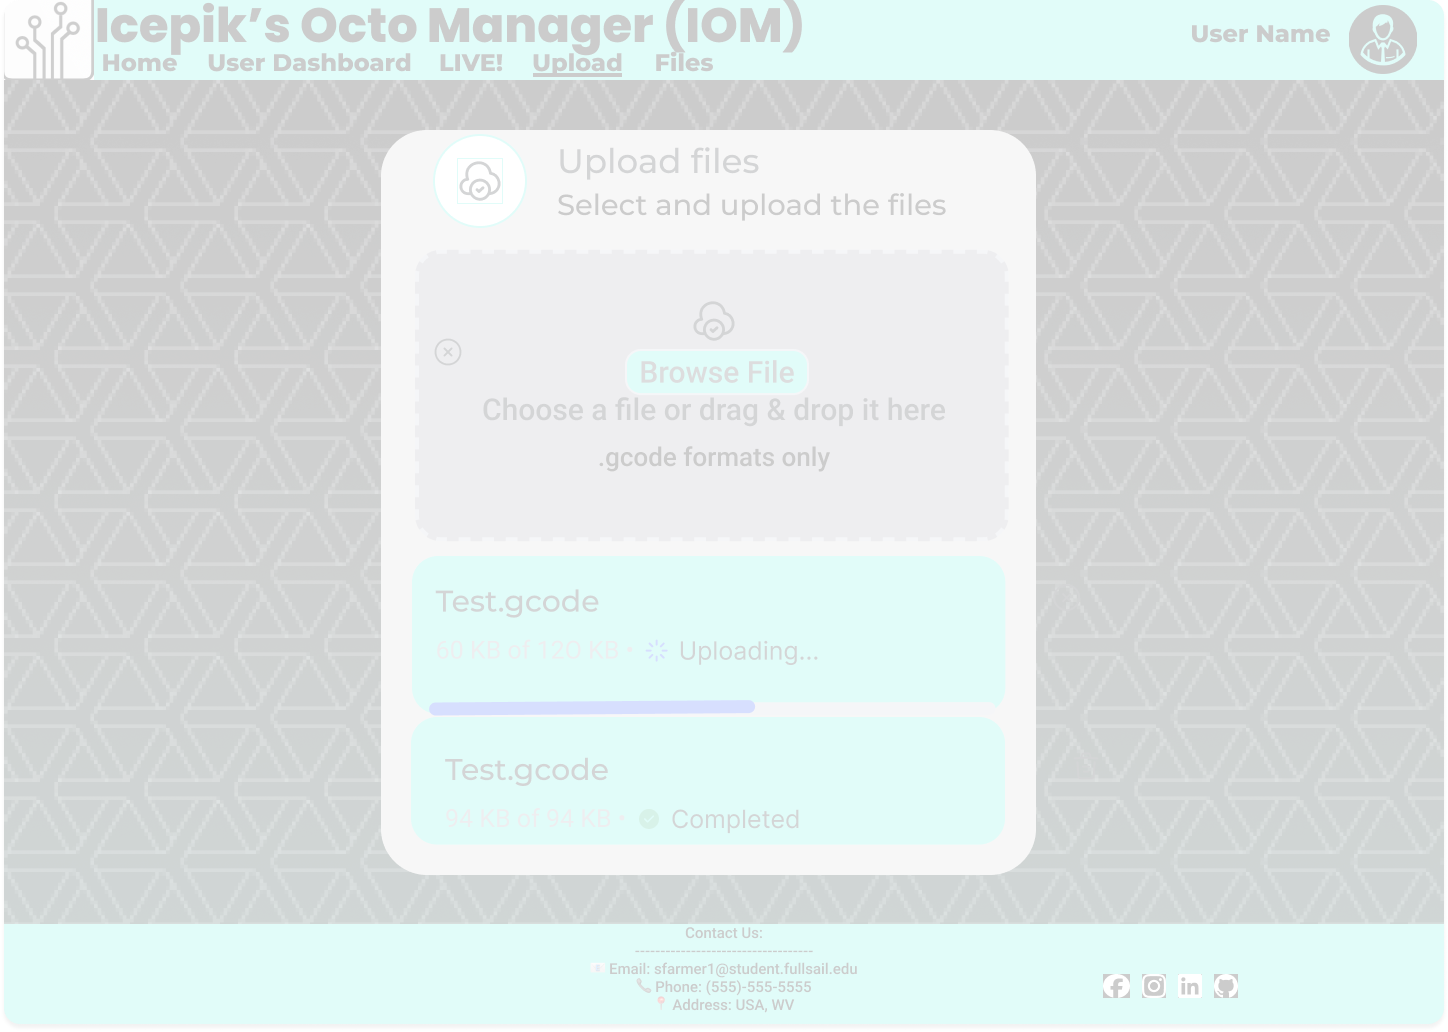 Icepik’s Octo Manager (IOM)
Home User Dashboard LIVE! Upload Files
User Name
Upload files
Select and upload the files
Browse File
Choose a file or drag & drop it here
.gcode formats only
Test.gcode
60 KB of 120 KB • Uploading...
Test.gcode
94 KB of 94 KB • Completed
Contact Us:
-----------------------------------
Email: sfarmer1@student.fullsail.edu
Phone: (555)-555-5555
Address: USA, WV